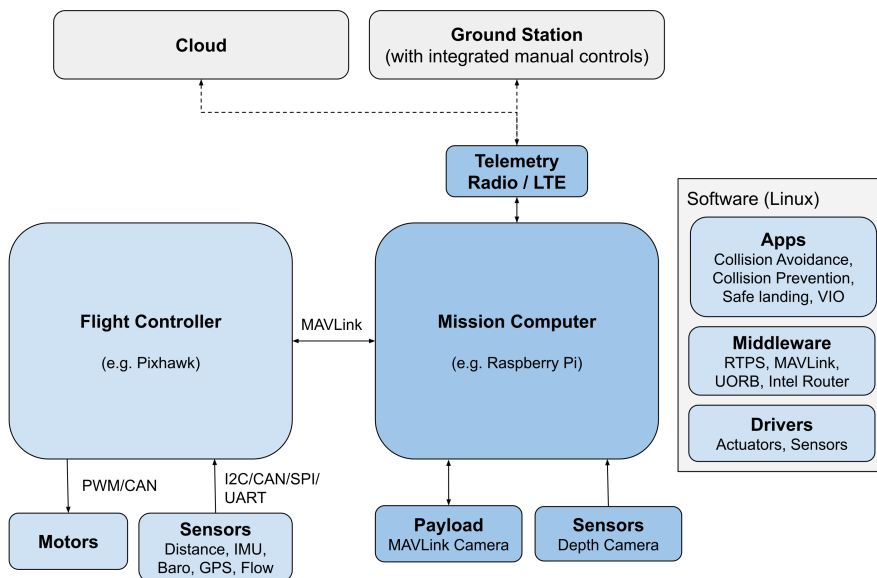 Cloud
Ground Station
(with integrated manual controls)
Telemetry
Radio / LTE
Flight Controller
(e.g. Pixhawk)
MAVLink
Mission Computer
(e.g. Raspberry Pi)
Software (Linux)
Apps
Collision Avoidance,
Collision Prevention,
Safe landing, VIO
Middleware
RTPS, MAVLink,
UORB, Intel Router
Drivers
Actuators, Sensors
PWM/CAN
I2C/CAN/SPI/
UART
Motors
Sensors
Distance, IMU,
Baro, GPS, Flow
Payload
MAVLink Camera
Sensors
Depth Camera